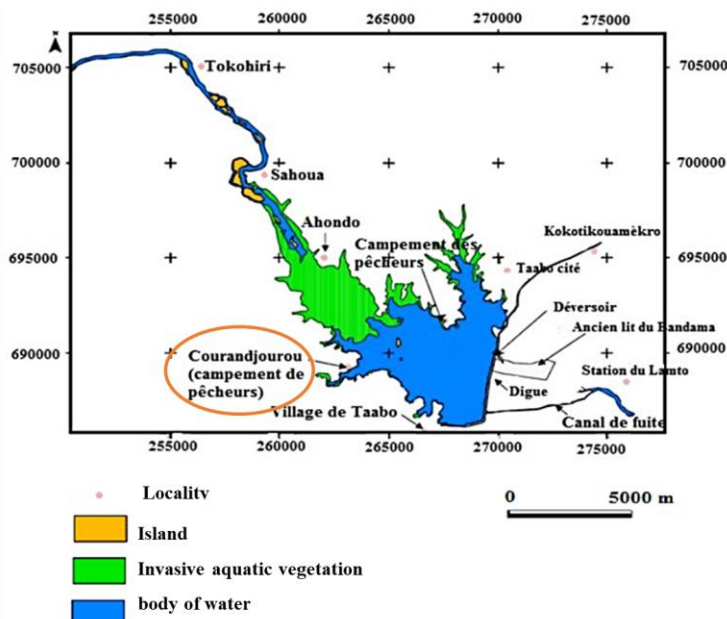 255000 260000 265000 270000 275000
705000 705000
Tokohiri
700000 700000
Sahoua
Ahondo
Kokotikouamèkro
695000 695000
Campement des
pêcheurs
Taabo cité
Déversoir
Ancien lit du Bandama
690000 690000
Courandjourou
(campement de
pêcheurs)
Station du Lamto
Digue
Village de Taabo
Canal de fuite
255000 260000 265000 270000 275000
Locality
0 5000 m
Island
Invasive aquatic vegetation
body of water